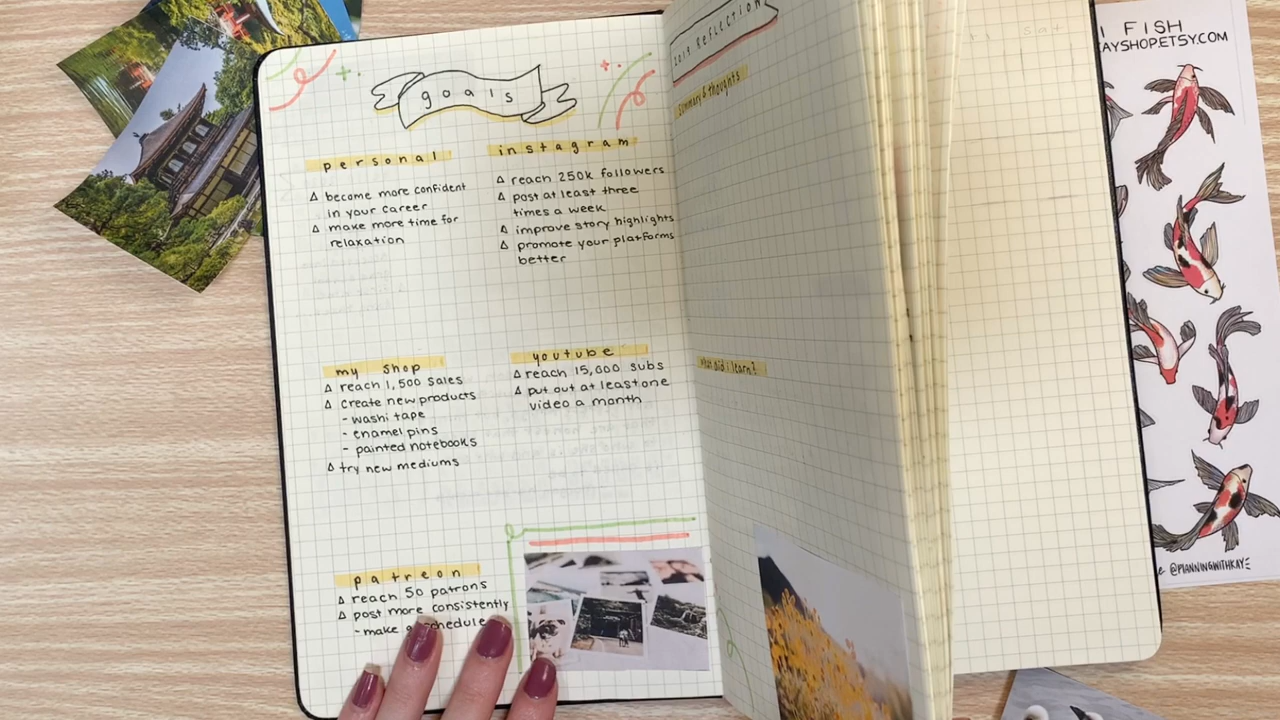 goals
personal
Δ become more confident
in your career
Δ make more time for
relaxation
instagram
Δ reach 250k followers
Δ post at least three
times a week
Δ improve story highlights
Δ promote your platforms
better
my shop
Δ reach 1,500 sales
Δ create new products
- washi tape
- enamel pins
- painted notebooks
Δ try new mediums
youtube
Δ reach 15,000 subs
Δ put out at least one
video a month
patreon
Δ reach 50 patrons
Δ post more consistently
- make a schedule
2019 REFLECTION
summary & thoughts
what did i learn?
I FISH
AYSHOP.ETSY.COM
@PLANNINGWITHKAYE